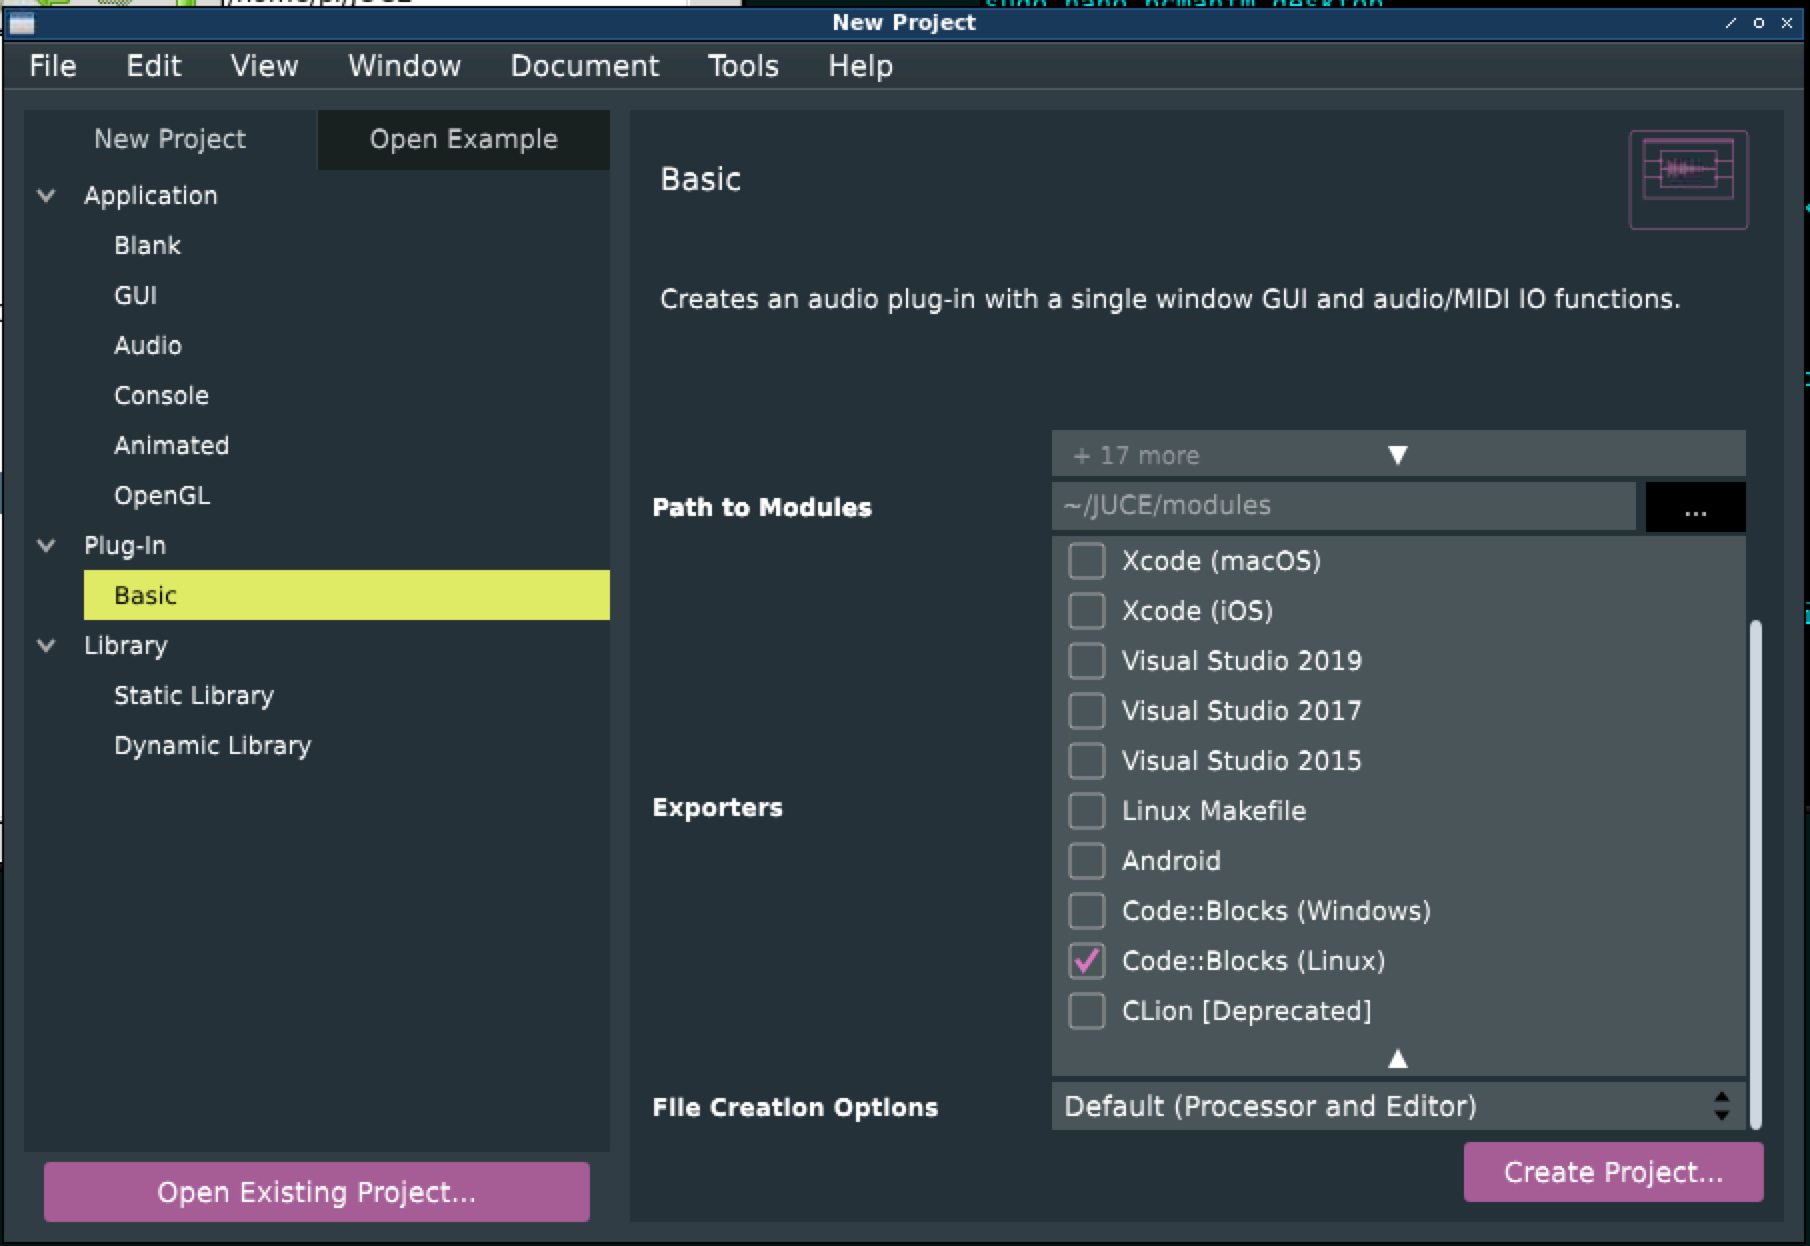 New Project
File Edit View Window Document Tools Help
New Project
Open Example
Application
Blank
GUI
Audio
Console
Animated
OpenGL
Plug-In
Basic
Library
Static Library
Dynamic Library
Open Existing Project...
Basic
Creates an audio plug-in with a single window GUI and audio/MIDI IO functions.
+ 17 more
Path to Modules
~/JUCE/modules
...
Exporters
Xcode (macOS)
Xcode (iOS)
Visual Studio 2019
Visual Studio 2017
Visual Studio 2015
Linux Makefile
Android
Code::Blocks (Windows)
Code::Blocks (Linux)
CLion [Deprecated]
File Creation Options
Default (Processor and Editor)
Create Project...